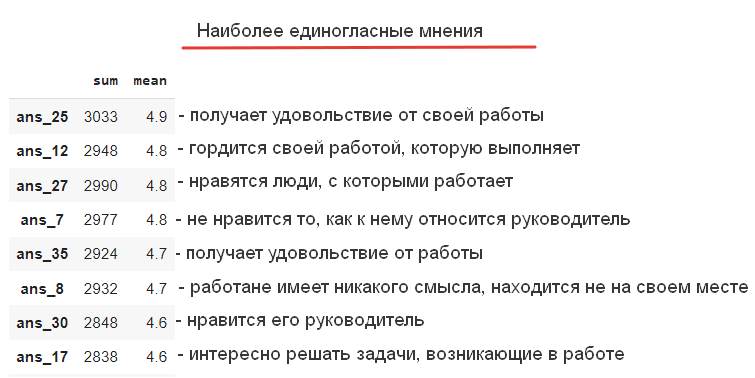 Наиболее единогласные мнения
sum mean
ans_25 3033 4.9 - получает удовольствие от своей работы
ans_12 2948 4.8 - гордится своей работой, которую выполняет
ans_27 2990 4.8 - нравятся люди, с которыми работает
ans_7 2977 4.8 - не нравится то, как к нему относится руководитель
ans_35 2924 4.7 - получает удовольствие от работы
ans_8 2932 4.7 - работане имеет никакого смысла, находится не на своем месте
ans_30 2848 4.6 - нравится его руководитель
ans_17 2838 4.6 - интересно решать задачи, возникающие в работе